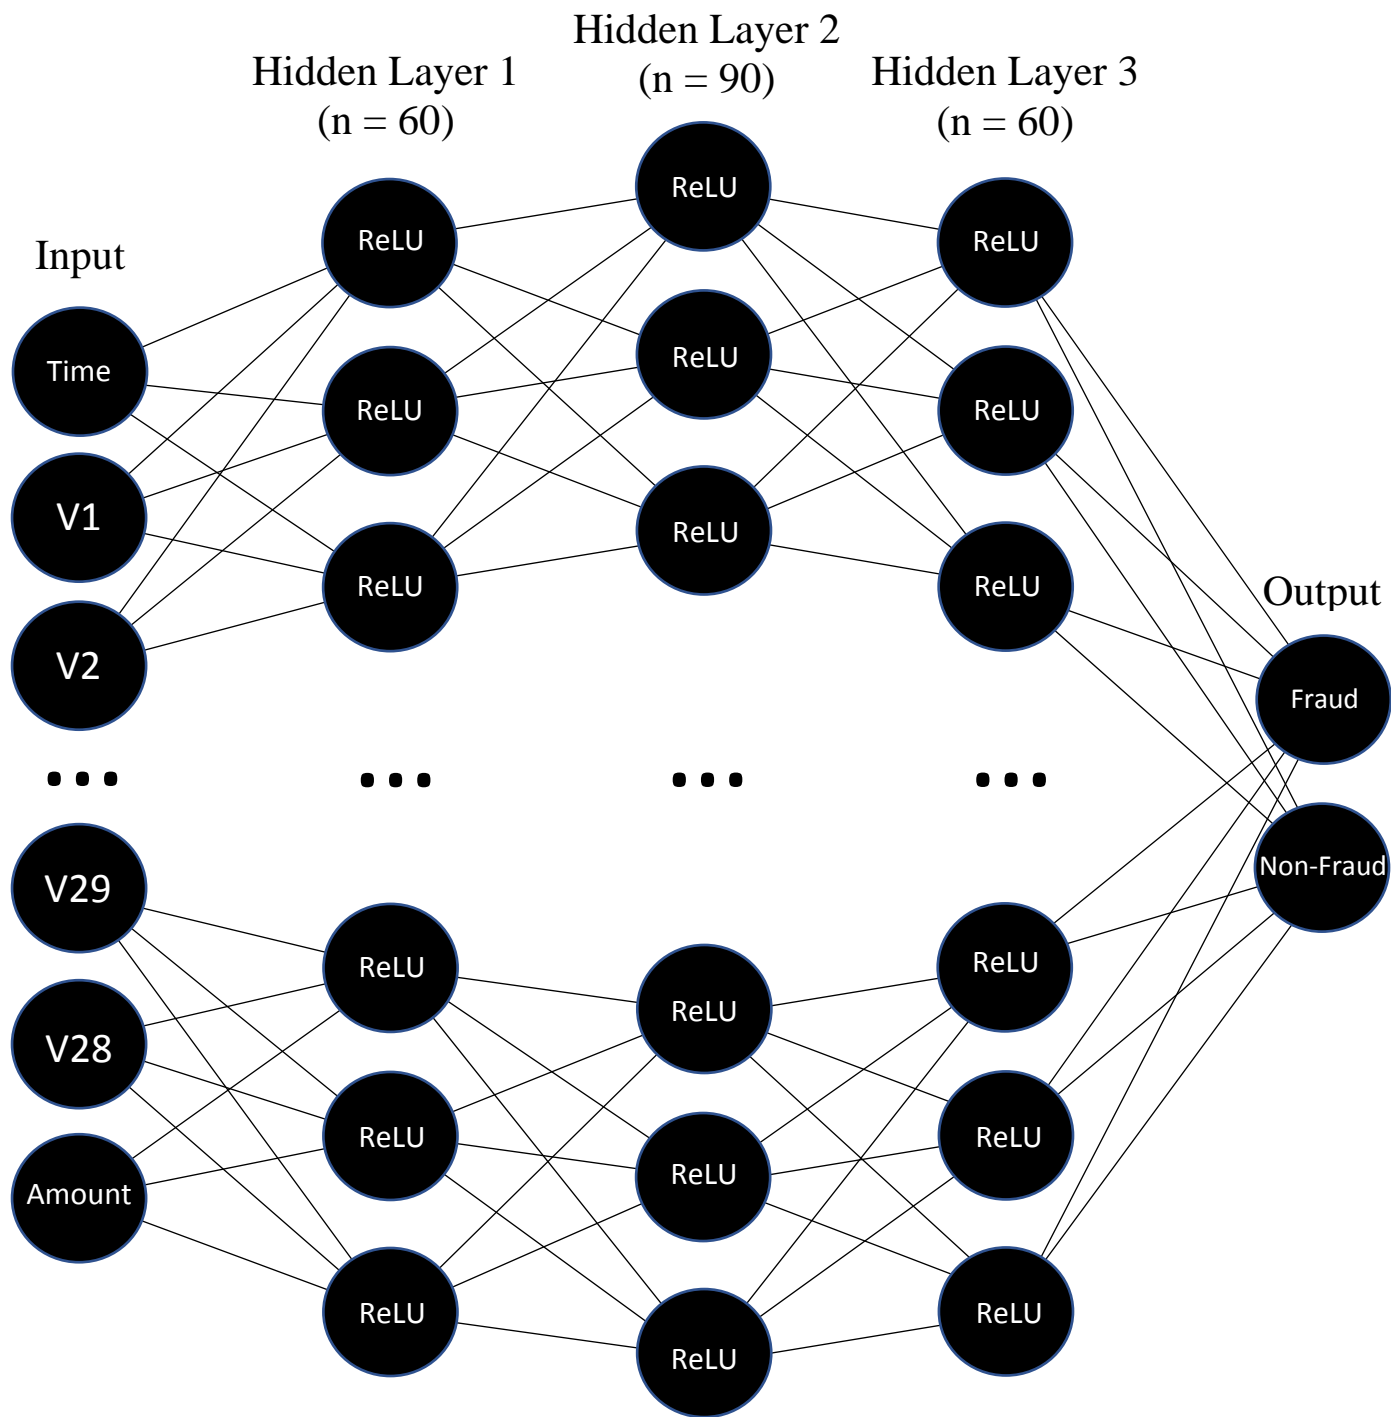 Hidden Layer 1
(n = 60)
Hidden Layer 2
(n = 90)
Hidden Layer 3
(n = 60)
Input
Time
V1
V2
...
V29
V28
Amount
ReLU
ReLU
ReLU
...
ReLU
ReLU
ReLU
ReLU
ReLU
ReLU
...
ReLU
ReLU
ReLU
ReLU
ReLU
ReLU
...
ReLU
ReLU
ReLU
Output
Fraud
Non-Fraud